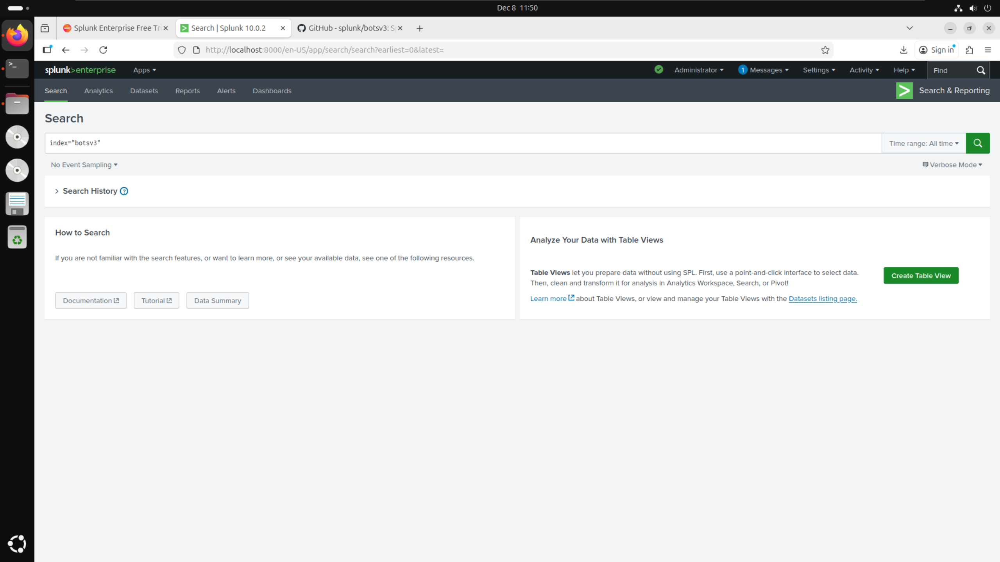 Dec 8 11:50
Splunk Enterprise Free Tri
Search | Splunk 10.0.2
GitHub - splunk/botsv3: S
http://localhost:8000/en-US/app/search/search?earliest=0&latest=
Sign in
splunk>enterprise
Apps
Administrator
1 Messages
Settings
Activity
Help
Find
Search
Analytics
Datasets
Reports
Alerts
Dashboards
Search & Reporting
Search
index="botsv3"
Time range: All time
No Event Sampling
Verbose Mode
Search History ?
How to Search
If you are not familiar with the search features, or want to learn more, or see your available data, see one of the following resources.
Documentation
Tutorial
Data Summary
Analyze Your Data with Table Views
Table Views let you prepare data without using SPL. First, use a point-and-click interface to select data.
Then, clean and transform it for analysis in Analytics Workspace, Search, or Pivot!
Create Table View
Learn more about Table Views, or view and manage your Table Views with the Datasets listing page.